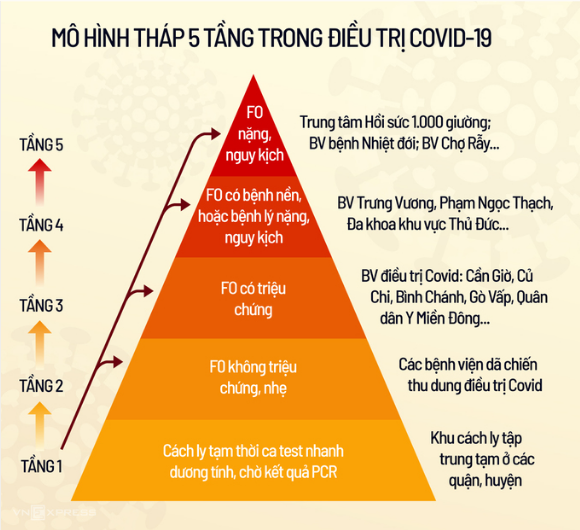 MÔ HÌNH THÁP 5 TẦNG TRONG ĐIỀU TRỊ COVID-19
TẦNG 5
F0
nặng,
nguy kịch
Trung tâm Hồi sức 1.000 giường;
BV bệnh Nhiệt đới; BV Chợ Rẫy...
TẦNG 4
F0 có bệnh nền,
hoặc bệnh lý nặng,
nguy kịch
BV Trưng Vương, Phạm Ngọc Thạch,
Đa khoa khu vực Thủ Đức...
TẦNG 3
F0 có triệu
chứng
BV điều trị Covid: Cần Giờ, Củ
Chi, Bình Chánh, Gò Vấp, Quân
dân Y Miền Đông...
TẦNG 2
F0 không triệu
chứng, nhẹ
Các bệnh viện dã chiến
thu dung điều trị Covid
TẦNG 1
Cách ly tạm thời ca test nhanh
dương tính, chờ kết quả PCR
Khu cách ly tập
trung tạm ở các
quận, huyện